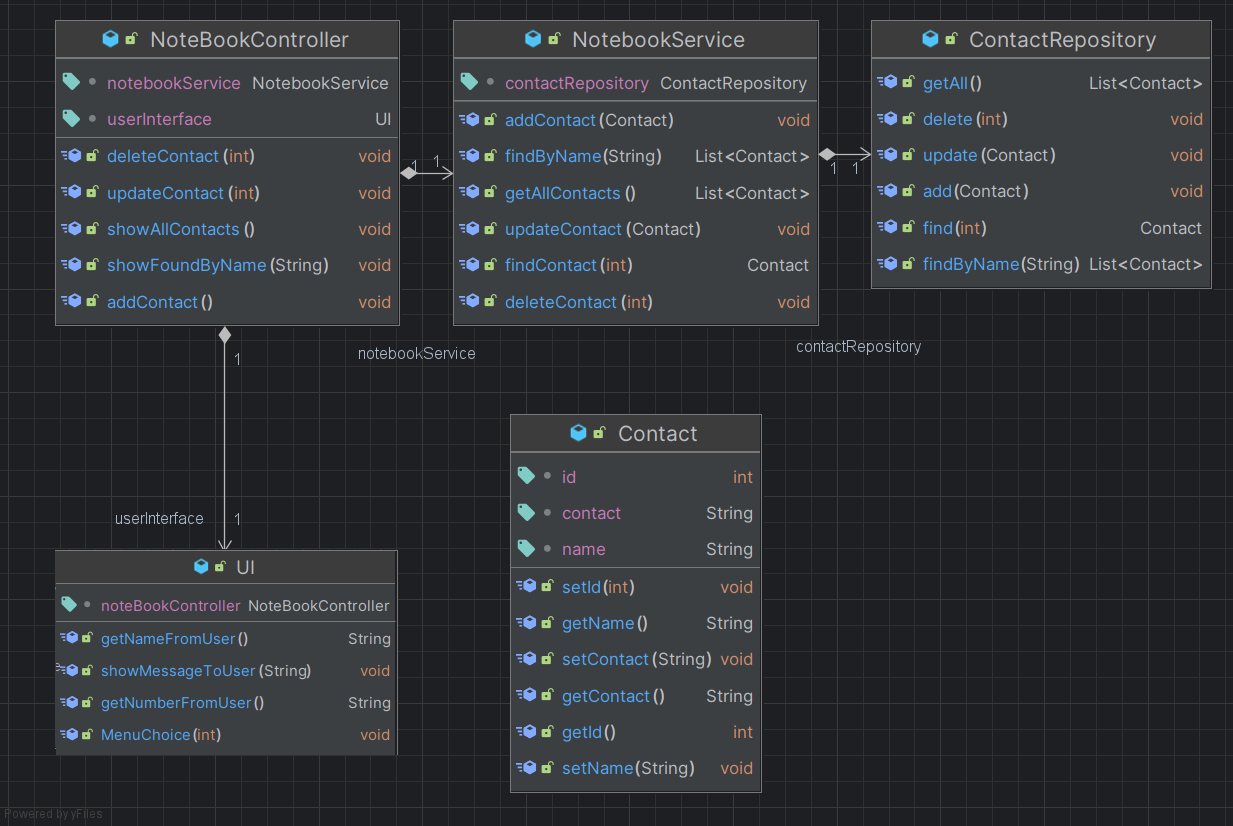 NoteBookController
notebookService NotebookService
userInterface UI
deleteContact(int) void
updateContact(int) void
showAllContacts() void
showFoundByName(String) void
addContact() void
NotebookService
contactRepository ContactRepository
addContact(Contact) void
findByName(String) List<Contact>
getAllContacts() List<Contact>
updateContact(Contact) void
findContact(int) Contact
deleteContact(int) void
ContactRepository
getAll() List<Contact>
delete(int) void
update(Contact) void
add(Contact) void
find(int) Contact
findByName(String) List<Contact>
1 1
1 1
notebookService
contactRepository
1
userInterface 1
UI
noteBookController NoteBookController
getNameFromUser() String
showMessageToUser(String) void
getNumberFromUser() String
MenuChoice(int) void
Contact
id int
contact String
name String
setId(int) void
getName() String
setContact(String) void
getContact() String
getId() int
setName(String) void
Powered by yFiles